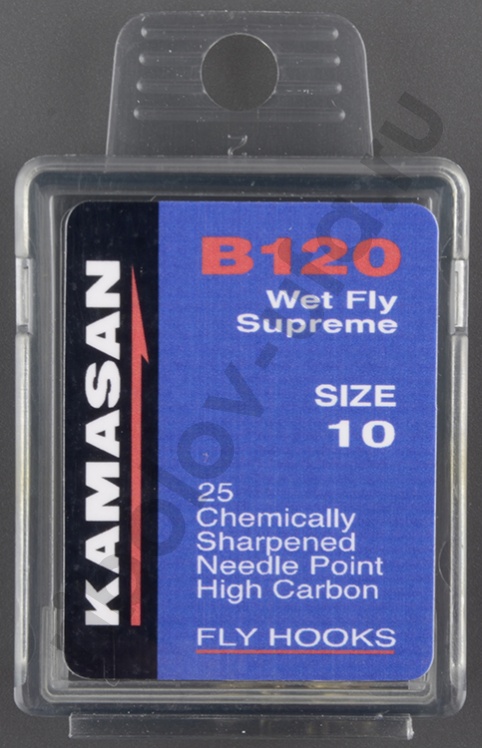 KAMASAN
B120
Wet Fly
Supreme
SIZE
10
25
Chemically
Sharpened
Needle Point
High Carbon
FLY HOOKS